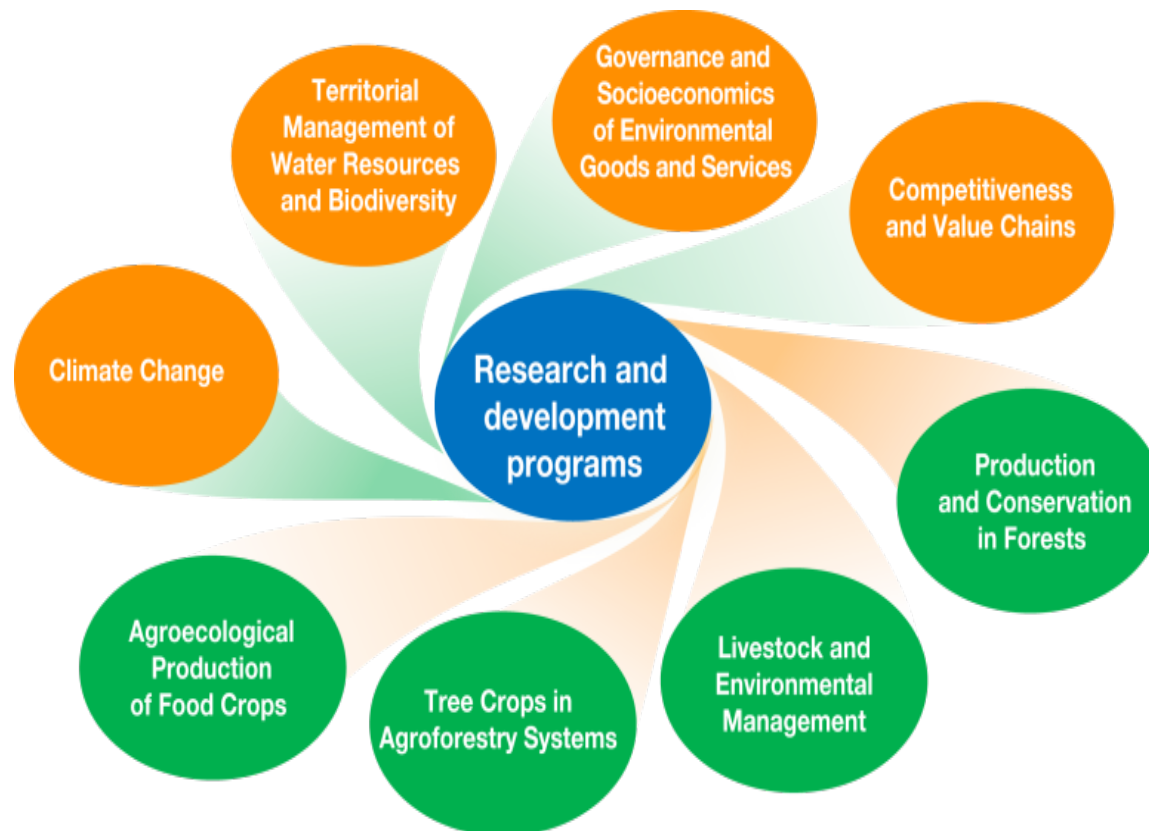 Governance and
Socioeconomics
of Environmental
Goods and Services
Territorial
Management of
Water Resources
and Biodiversity
Competitiveness
and Value Chains
Climate Change
Research and
development
programs
Production
and Conservation
in Forests
Agroecological
Production
of Food Crops
Tree Crops in
Agroforestry Systems
Livestock and
Environmental
Management